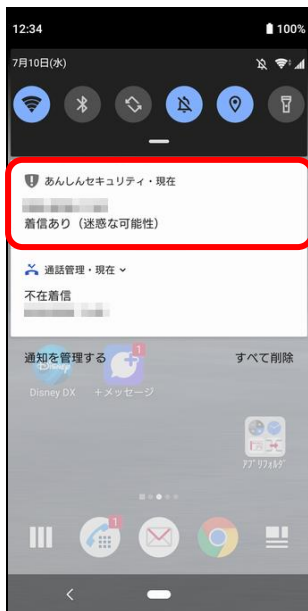 12:34
100%
7月10日(水)
あんしんセキュリティ・現在
着信あり（迷惑な可能性）
通話管理・現在
不在着信
通知を管理する
すべて削除
1
Disney DX
+メッセージ
ｱﾌﾟﾘﾌｫﾙﾀﾞ
1